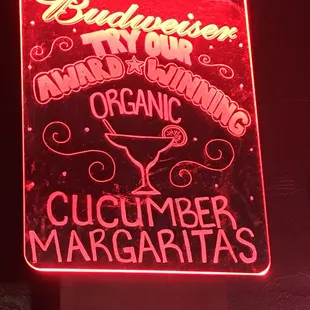 Budweiser
TRY OUR
AWARD★WINNING
ORGANIC
CUCUMBER
MARGARITAS